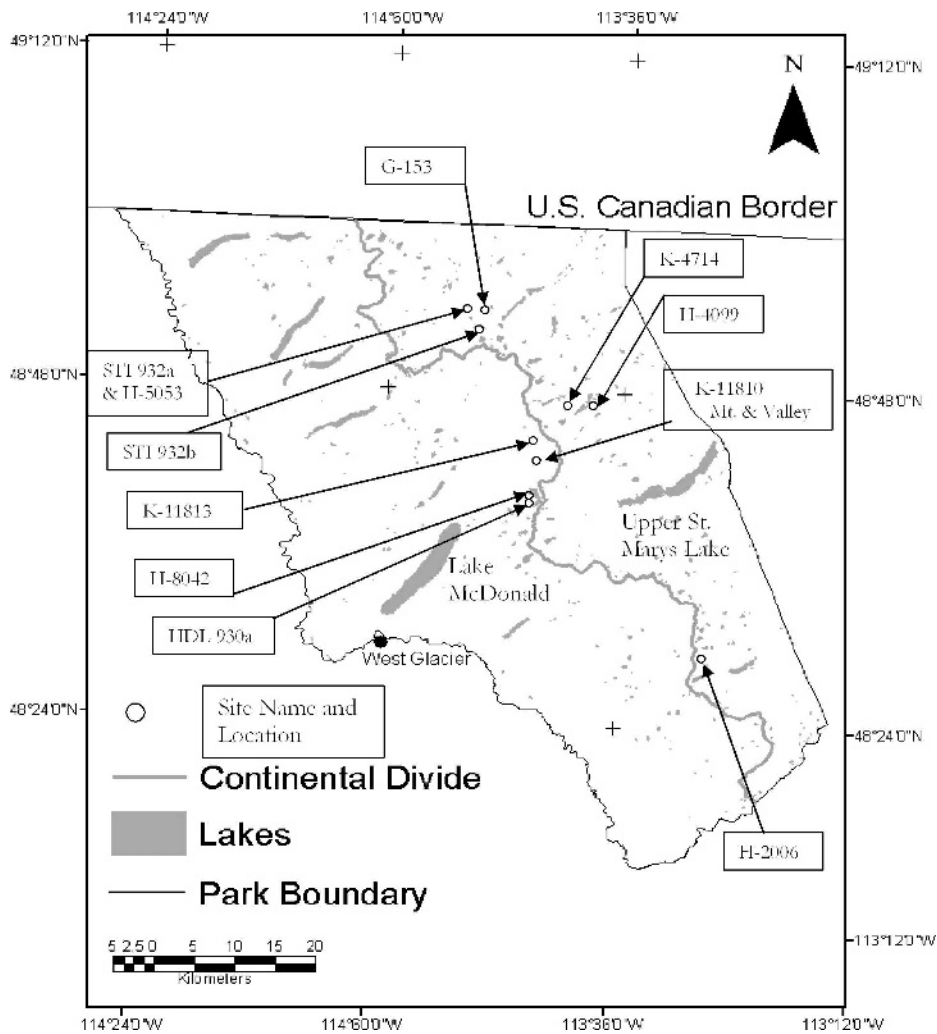 114°24'0"W
114°6'00"W
113°36'0"W
49°12'0"N
49°12'0"N
N
G-153
U.S. Canadian Border
K-4714
H-4099
STI 932a
& H-5053
48°48'0"N
48°48'0"N
K-11810
Mt. & Valley
STI 932b
K-11813
Upper St.
Marys Lake
H-8042
Lake
McDonald
HDL 930a
West Glacier
48°24'0"N
Site Name and
Location
48°24'0"N
Continental Divide
Lakes
H-2006
Park Boundary
5 2.5 0 5 10 15 20
Kilometers
113°12'0"W
114°24'0"W
114°6'00"W
113°36'0"W
113°12'0"W